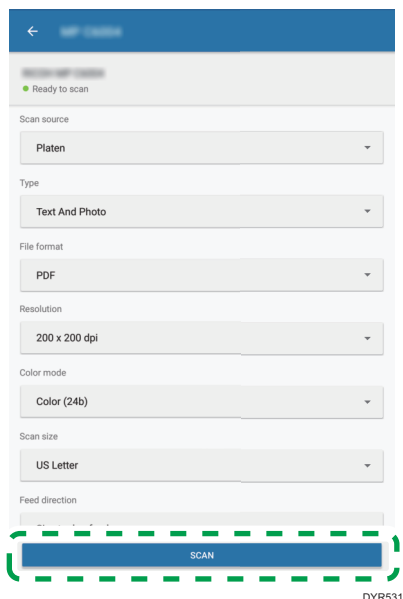 Ready to scan
Scan source
Platen
Type
Text And Photo
File format
PDF
Resolution
200 x 200 dpi
Color mode
Color (24b)
Scan size
US Letter
Feed direction
SCAN
DYR531